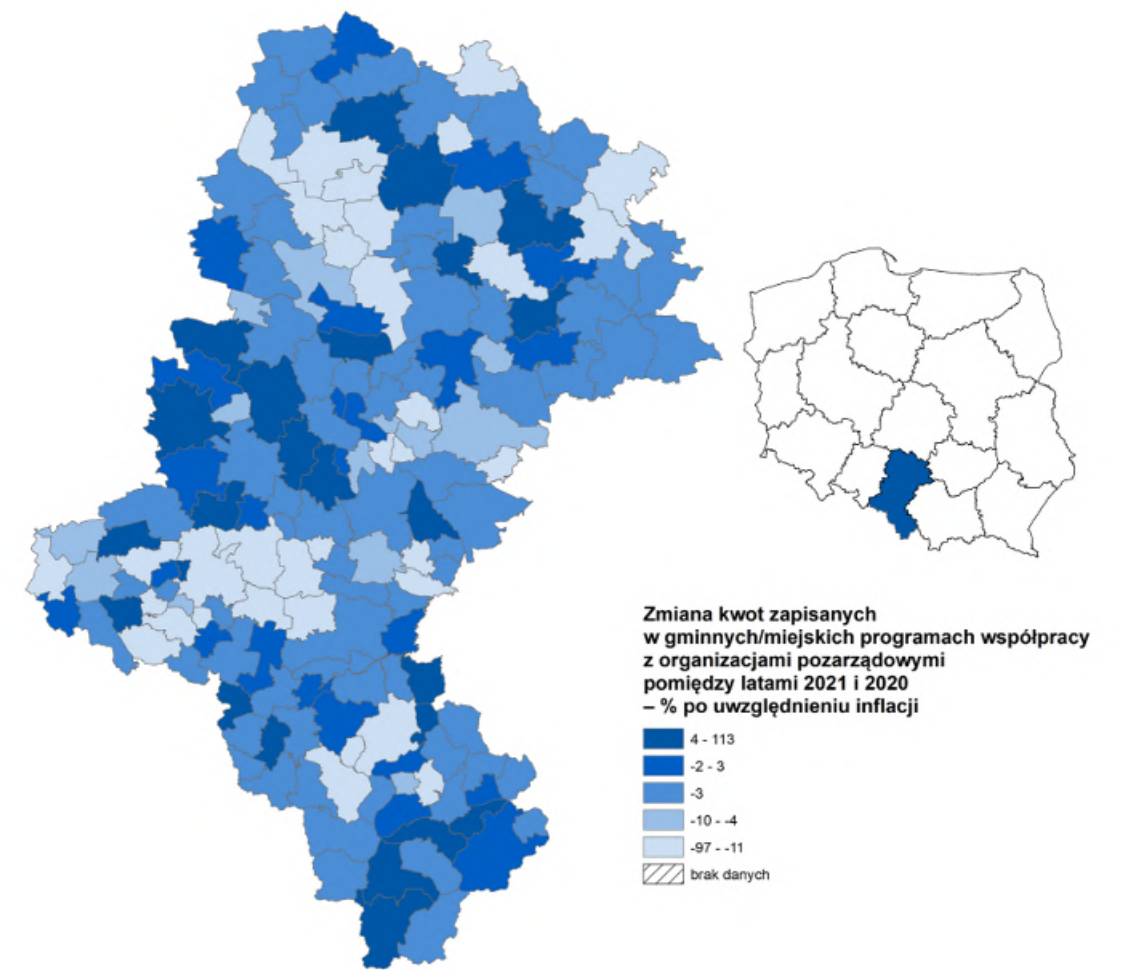 Zmiana kwot zapisanych
w gminnych/miejskich programach współpracy
z organizacjami pozarządowymi
pomiędzy latami 2021 i 2020
– % po uwzględnieniu inflacji
4 - 113
-2 - 3
-3
-10 - -4
-97 - -11
brak danych